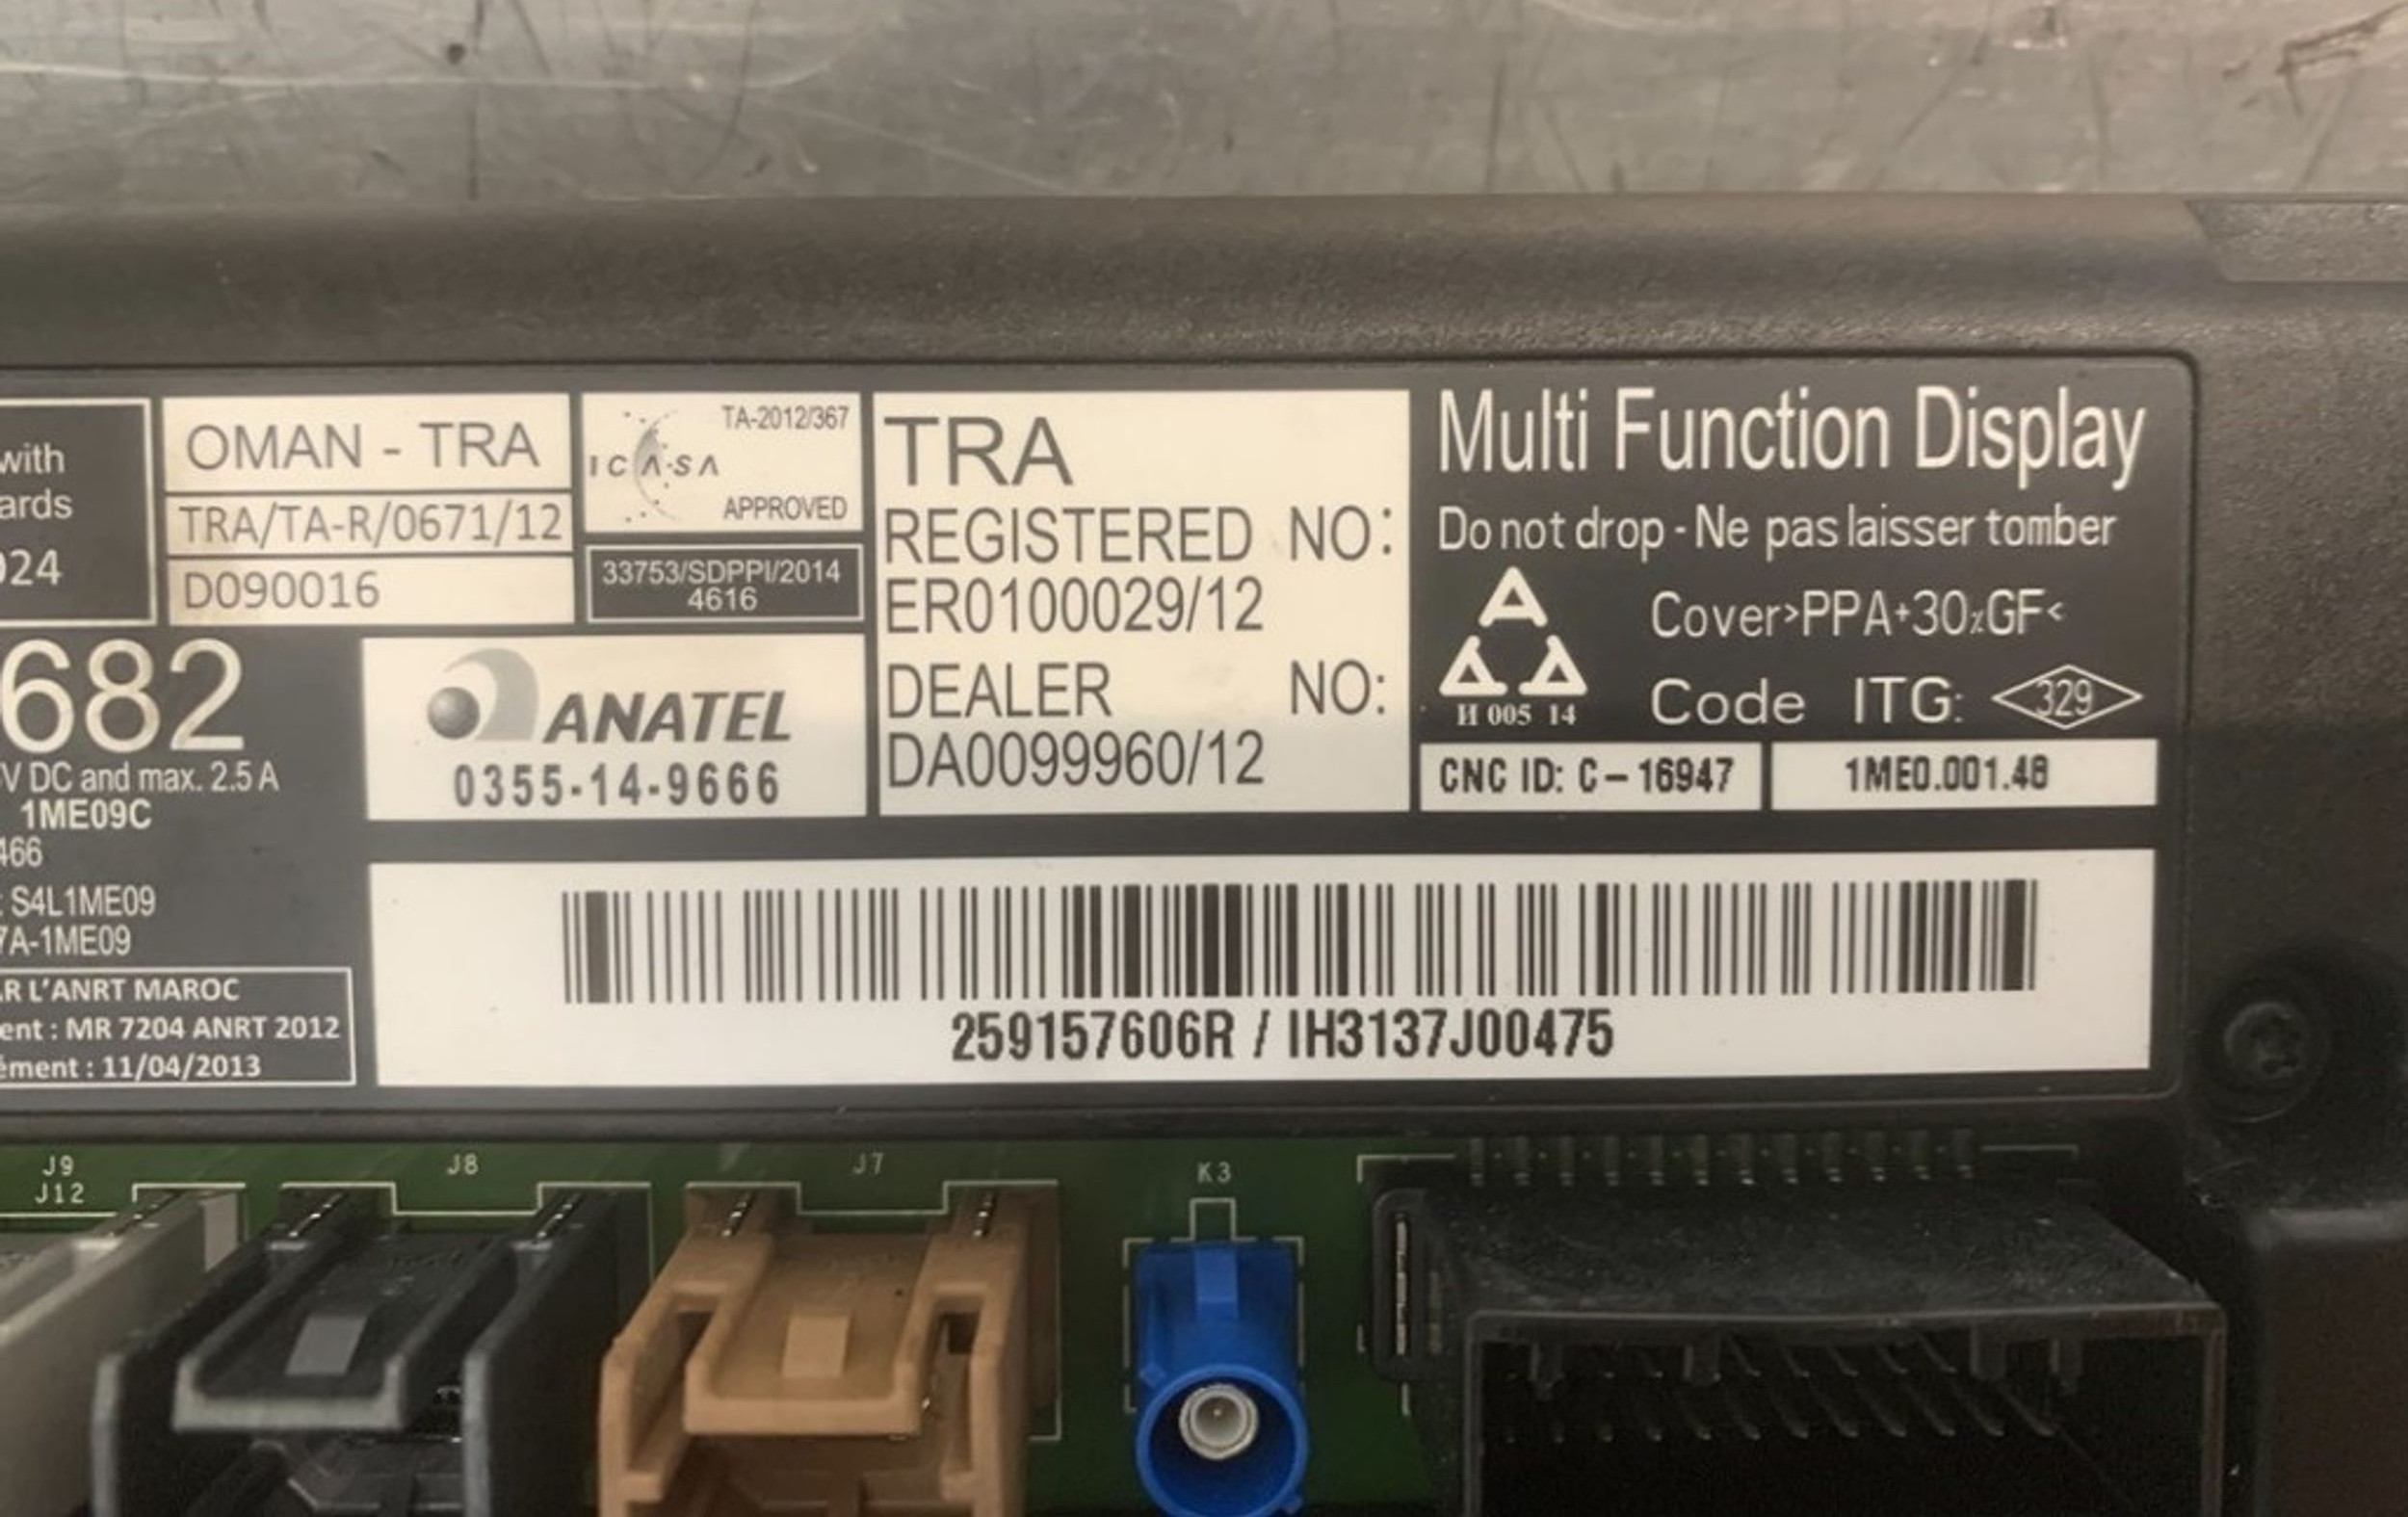 with
ards
024
OMAN - TRA
TRA/TA-R/0671/12
D090016
TA-2012/367
ICASA
APPROVED
33753/SDPPI/2014
4616
TRA
REGISTERED NO:
ER0100029/12
DEALER NO:
DA0099960/12
Multi Function Display
Do not drop - Ne pas laisser tomber
Cover>PPA+30%GF<
И 005 14
Code ITG: 329
CNC ID: C-16947
1ME0.001.48
682
V DC and max. 2.5 A
1ME09C
466
: S4L1ME09
7A-1ME09
ANATEL
0355-14-9666
R L'ANRT MAROC
ent : MR 7204 ANRT 2012
ément : 11/04/2013
259157606R / IH3137J00475
J9
J12
J8
J7
K3